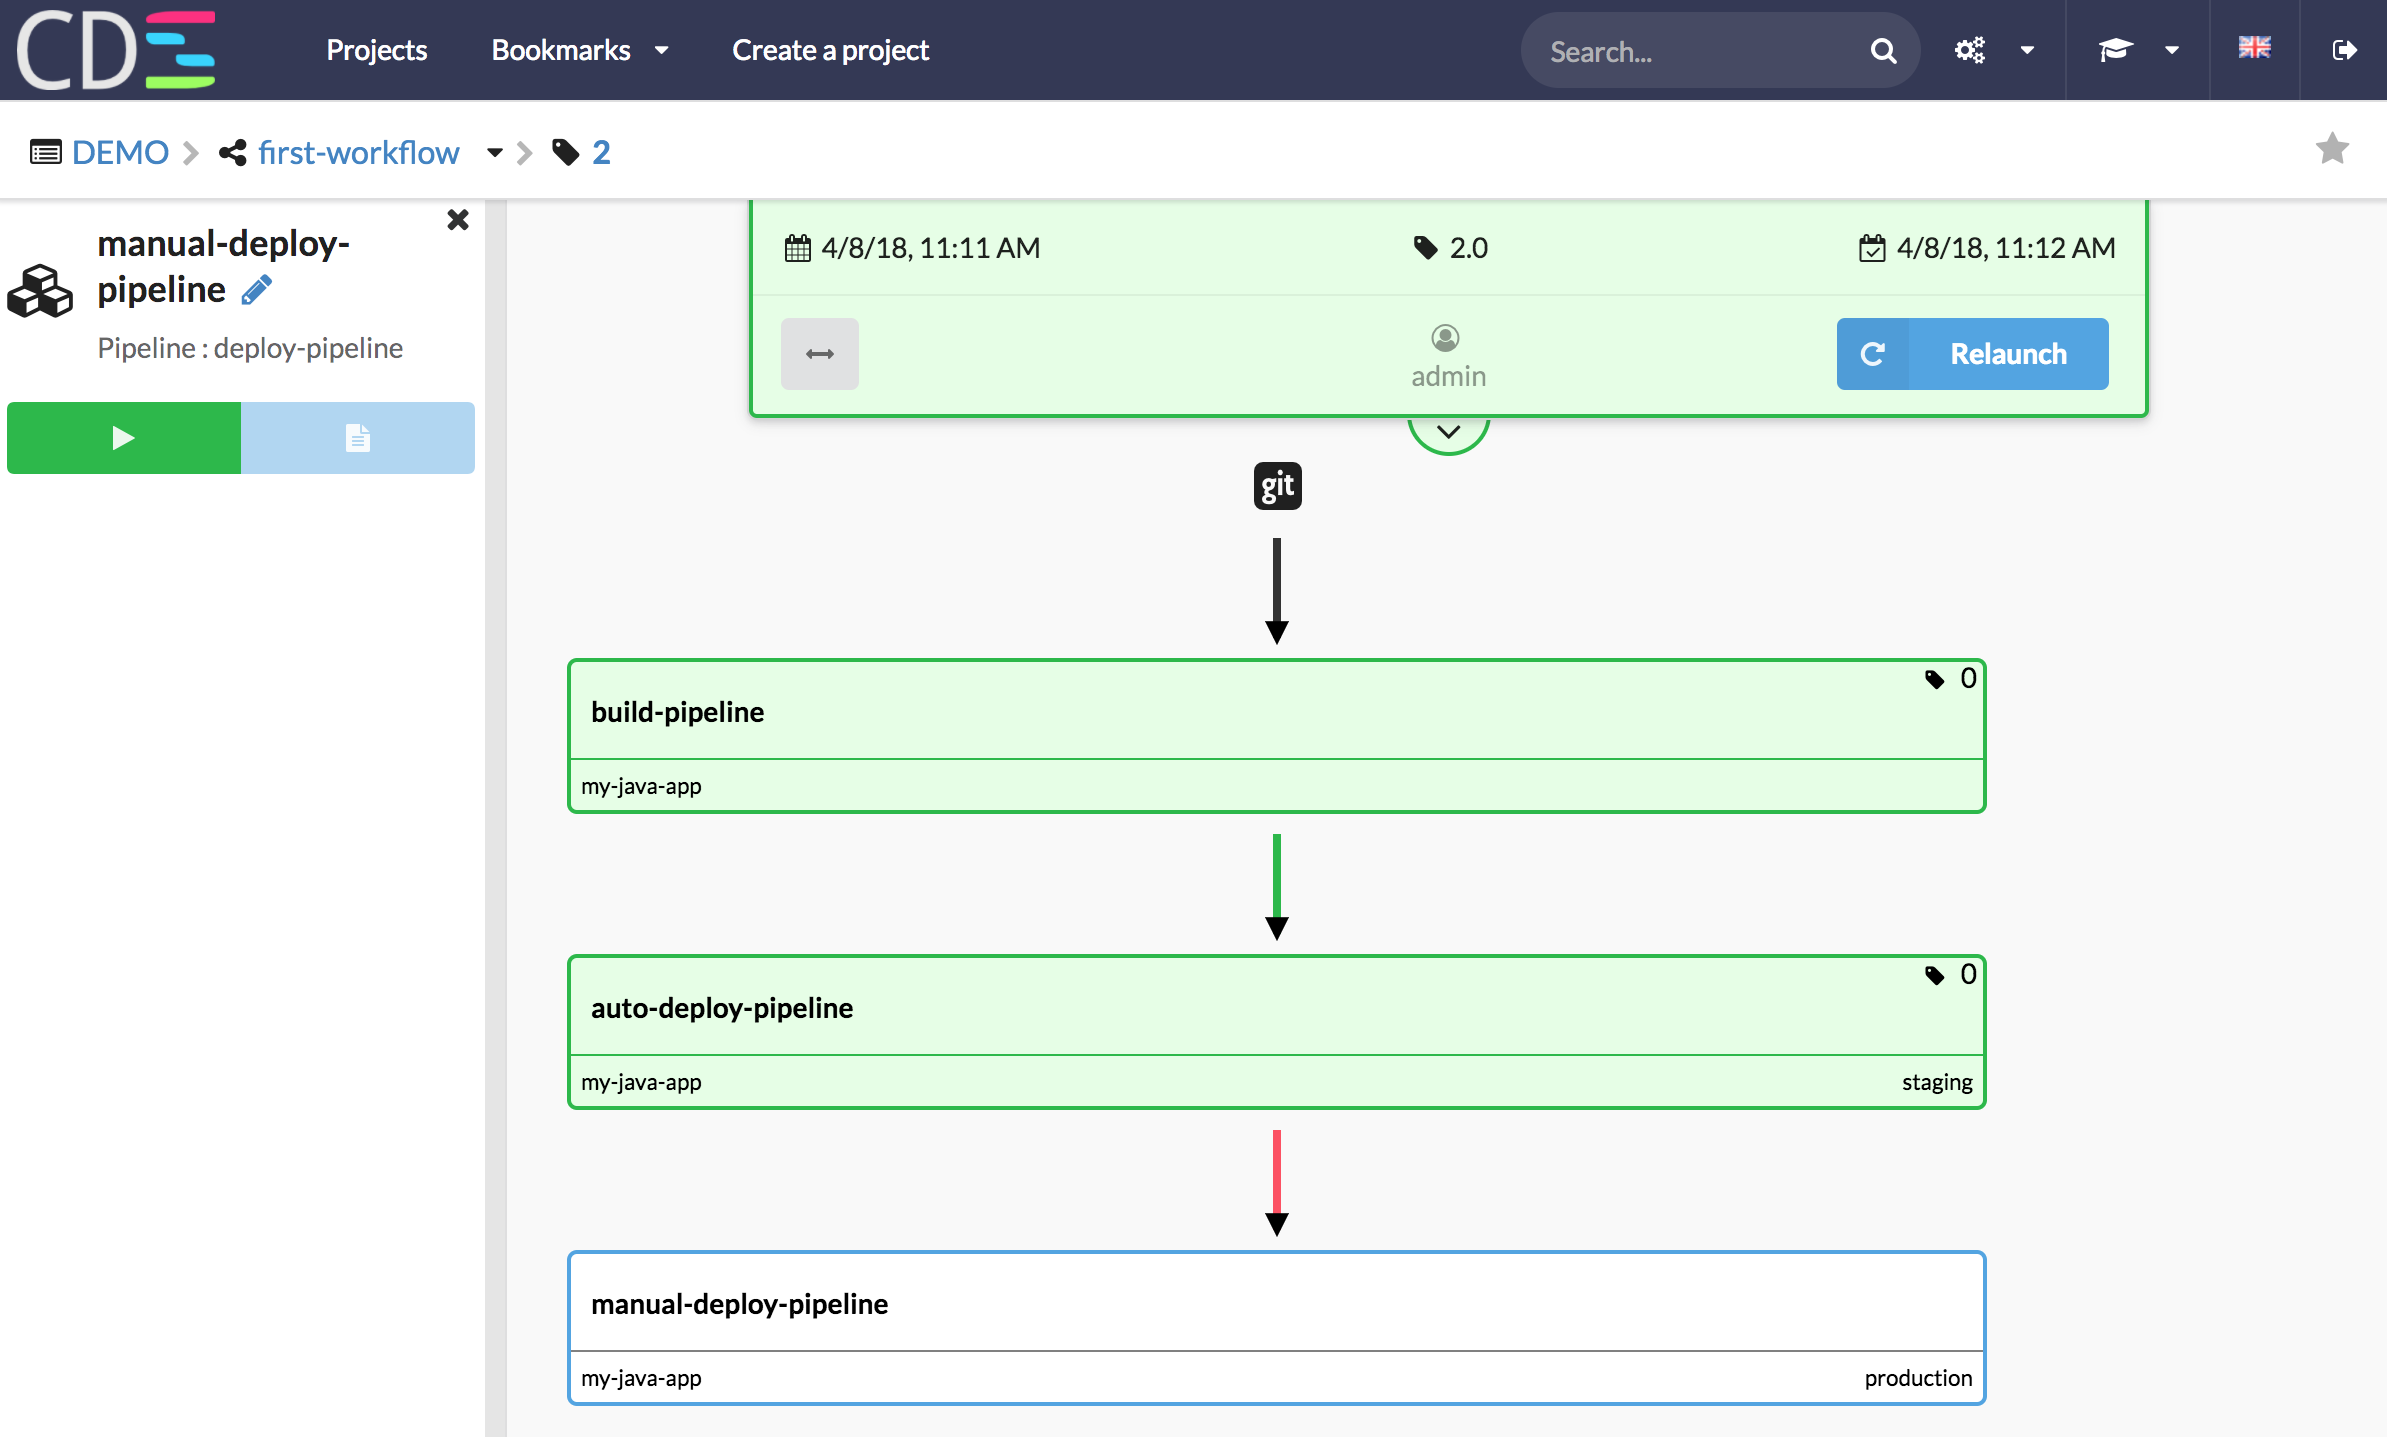 CD
Projects
Bookmarks
Create a project
Search...
DEMO
first-workflow
2
manual-deploy-
pipeline
Pipeline : deploy-pipeline
4/8/18, 11:11 AM
2.0
4/8/18, 11:12 AM
admin
Relaunch
git
0
build-pipeline
my-java-app
0
auto-deploy-pipeline
my-java-app
staging
manual-deploy-pipeline
my-java-app
production